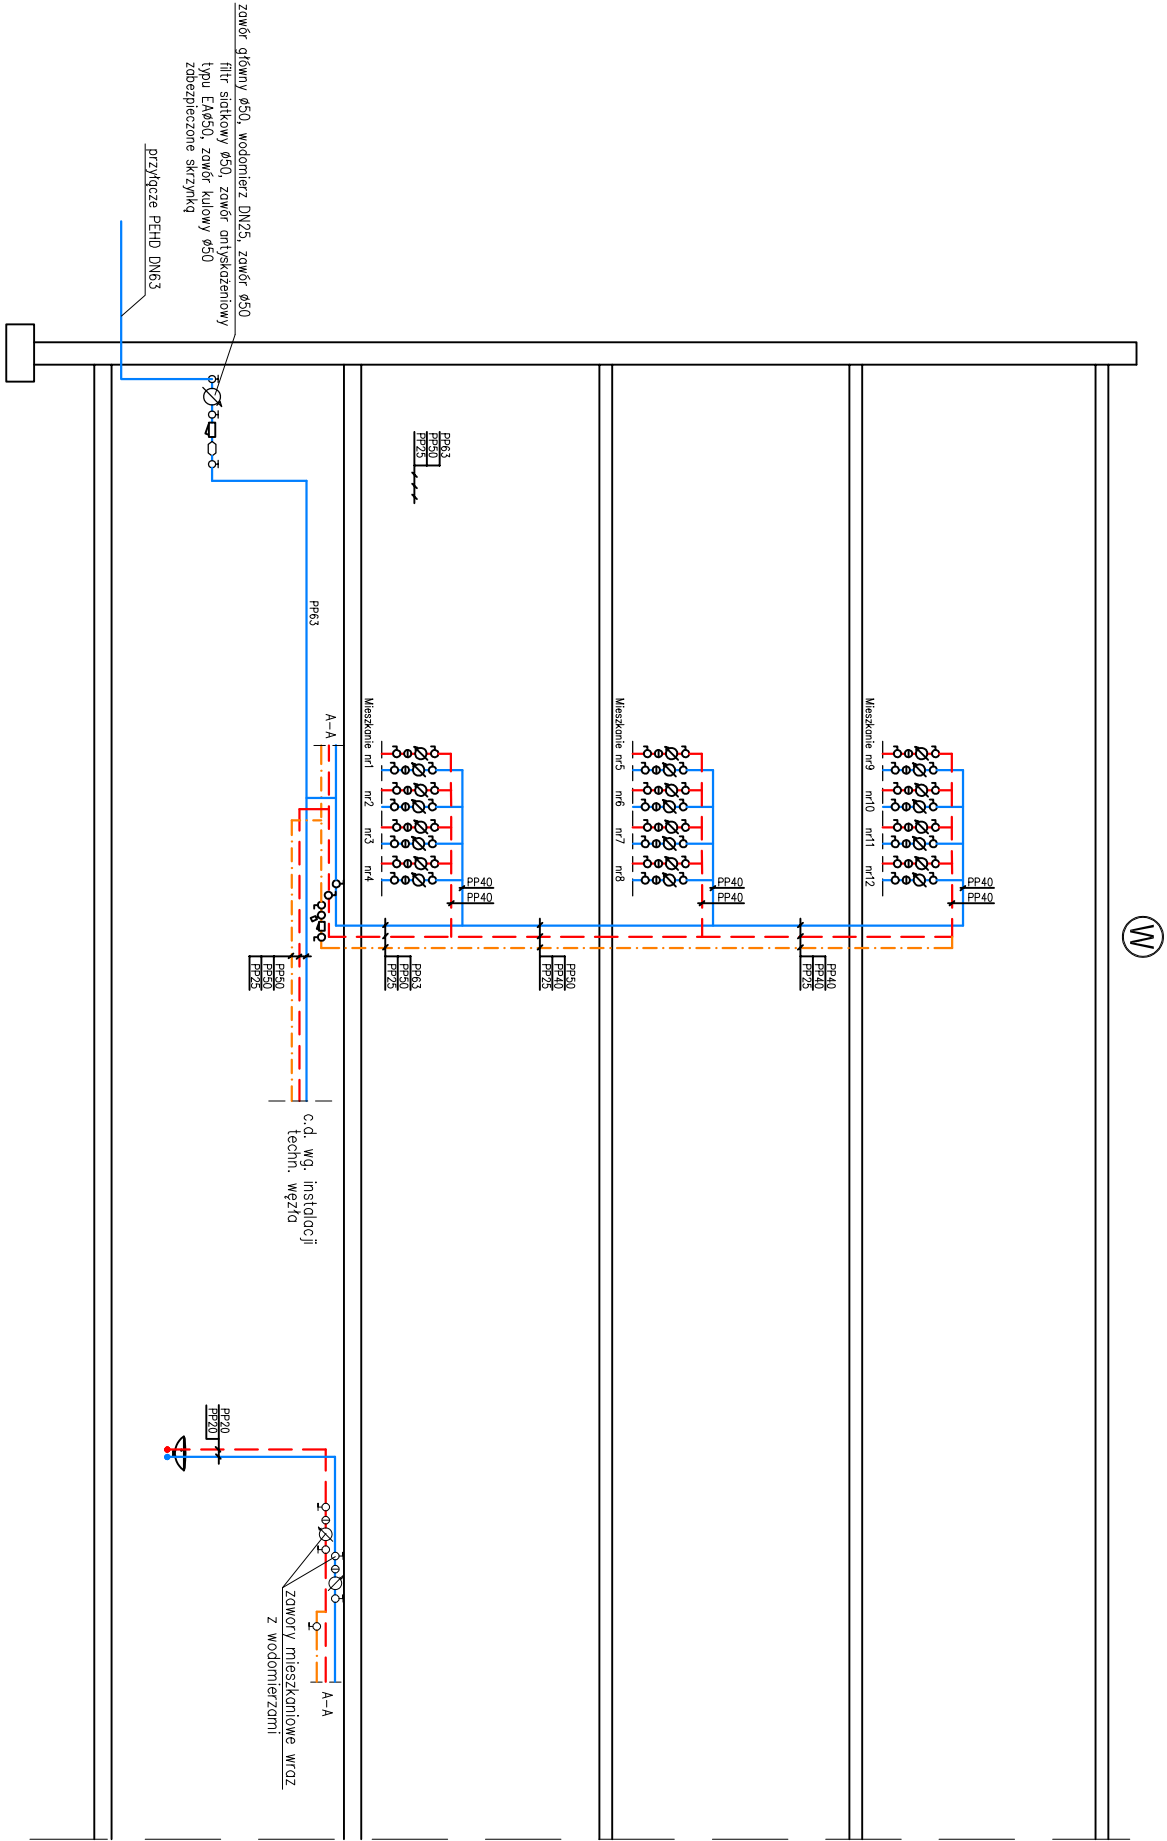 W
Mieszkanie nr9
nr10
nr11
nr12
PP40
PP40
PP40
PP40
PP25
Mieszkanie nr5
nr6
nr7
nr8
PP40
PP40
PP50
PP40
PP25
PP63
PP50
PP25
Mieszkanie nr1
nr2
nr3
nr4
PP40
PP40
PP63
PP50
PP25
A-A
PP63
PP50
PP50
PP25
c.d. wg. instalacji
techn. węzła
zawór główny ø50, wodomierz DN25, zawór ø50
filtr siatkowy ø50, zawór antyskażeniowy
typu EAø50, zawór kulowy ø50
zabezpieczone skrzynką
przyłącze PEHD DN63
A-A
zawory mieszkaniowe wraz
z wodomierzami
PP20
PP20